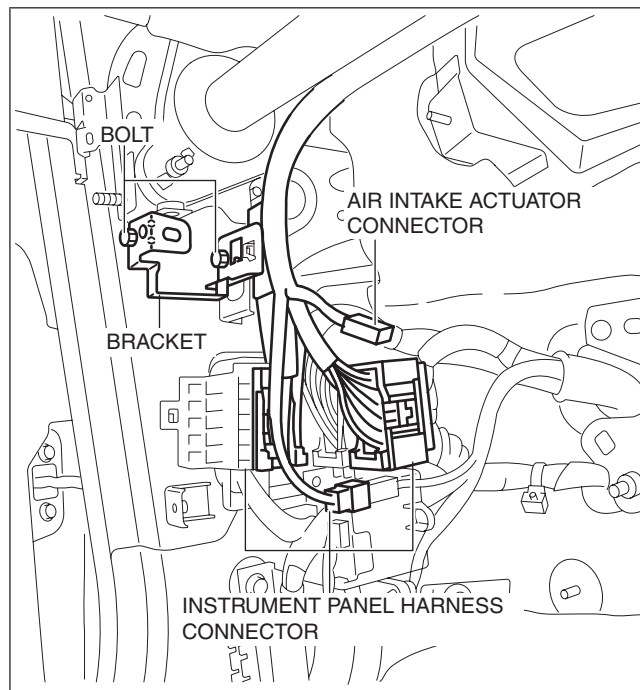 BOLT
AIR INTAKE ACTUATOR
CONNECTOR
BRACKET
INSTRUMENT PANEL HARNESS
CONNECTOR